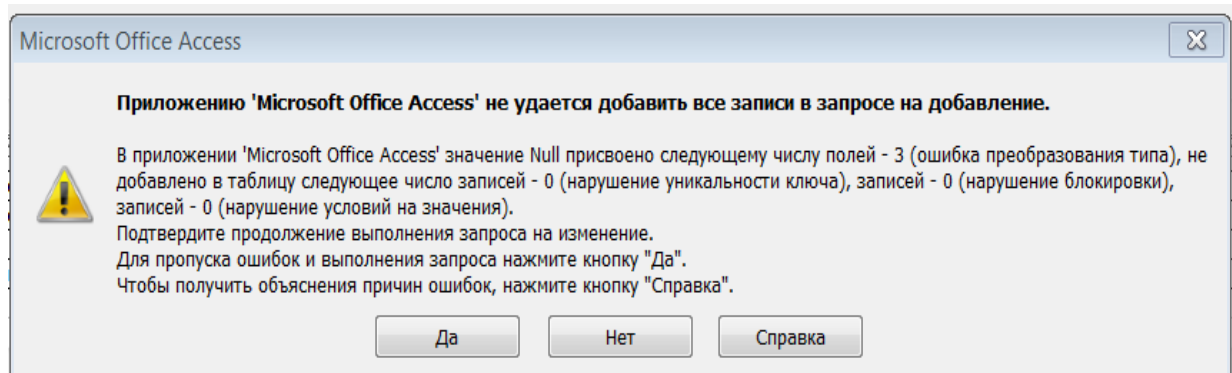 Microsoft Office Access
Приложению 'Microsoft Office Access' не удается добавить все записи в запросе на добавление.
В приложении 'Microsoft Office Access' значение Null присвоено следующему числу полей - 3 (ошибка преобразования типа), не
добавлено в таблицу следующее число записей - 0 (нарушение уникальности ключа), записей - 0 (нарушение блокировки),
записей - 0 (нарушение условий на значения).
Подтвердите продолжение выполнения запроса на изменение.
Для пропуска ошибок и выполнения запроса нажмите кнопку "Да".
Чтобы получить объяснения причин ошибок, нажмите кнопку "Справка".
Да Нет Справка